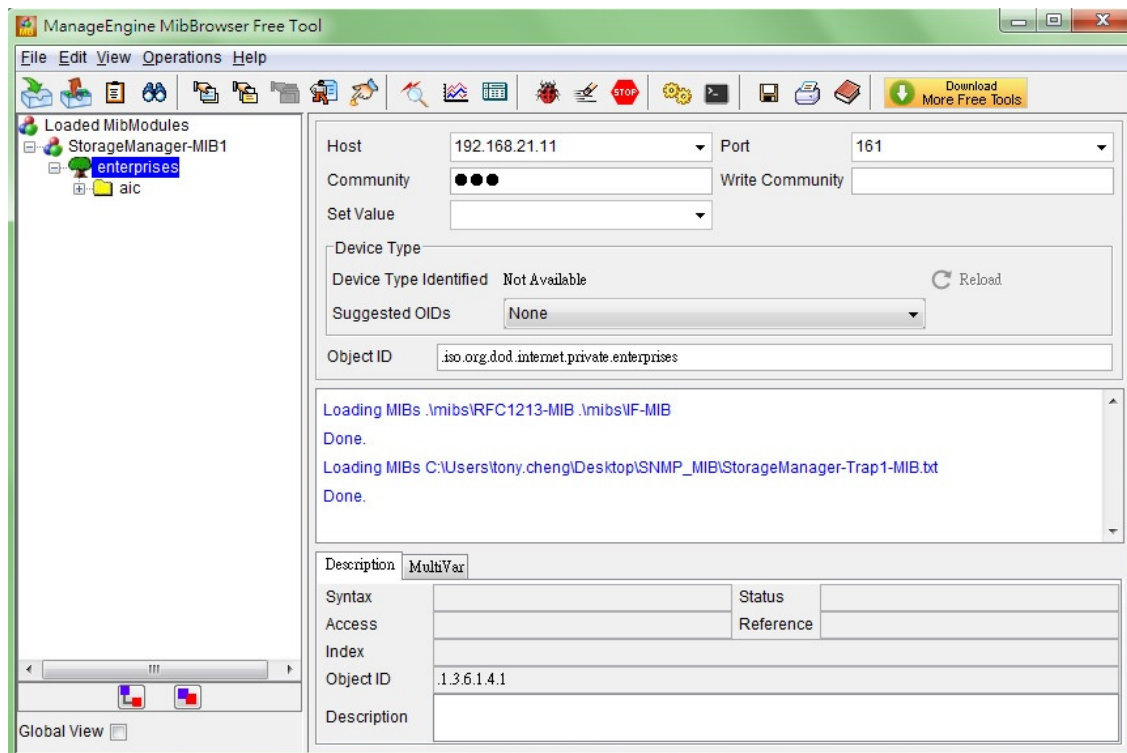 ManageEngine MibBrowser Free Tool
File Edit View Operations Help
STOP
Download
More Free Tools
Loaded MibModules
StorageManager-MIB1
enterprises
aic
Host 192.168.21.11 Port 161
Community ●●● Write Community
Set Value
Device Type
Device Type Identified Not Available Reload
Suggested OIDs None
Object ID .iso.org.dod.internet.private.enterprises
Loading MIBs .\mibs\RFC1213-MIB .\mibs\IF-MIB
Done.
Loading MIBs C:\Users\tony.cheng\Desktop\SNMP_MIB\StorageManager-Trap1-MIB.txt
Done.
Description MultiVar
Syntax Status
Access Reference
Index
Object ID .1.3.6.1.4.1
Description
Global View